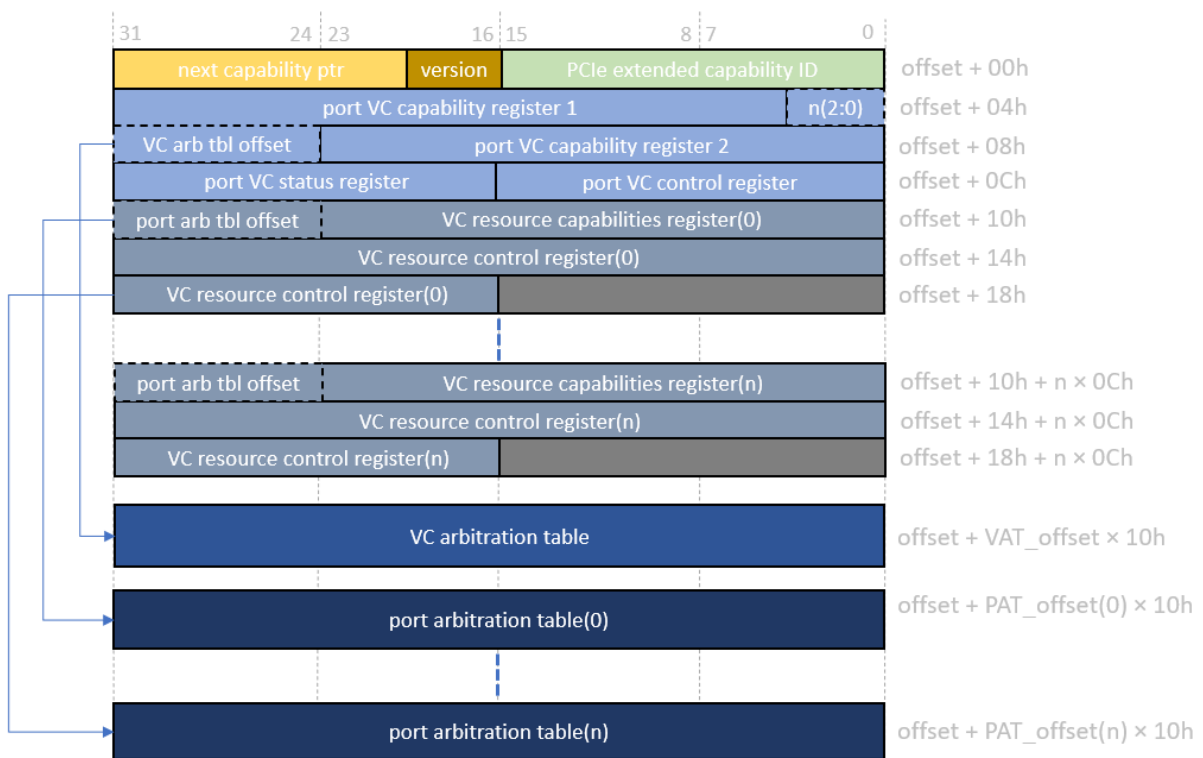 31 24 23 16 15 8 7 0
next capability ptr version PCIe extended capability ID offset + 00h
port VC capability register 1 n(2:0) offset + 04h
VC arb tbl offset port VC capability register 2 offset + 08h
port VC status register port VC control register offset + 0Ch
port arb tbl offset VC resource capabilities register(0) offset + 10h
VC resource control register(0) offset + 14h
VC resource control register(0) offset + 18h
port arb tbl offset VC resource capabilities register(n) offset + 10h + n × 0Ch
VC resource control register(n) offset + 14h + n × 0Ch
VC resource control register(n) offset + 18h + n × 0Ch
VC arbitration table offset + VAT_offset × 10h
port arbitration table(0) offset + PAT_offset(0) × 10h
port arbitration table(n) offset + PAT_offset(n) × 10h